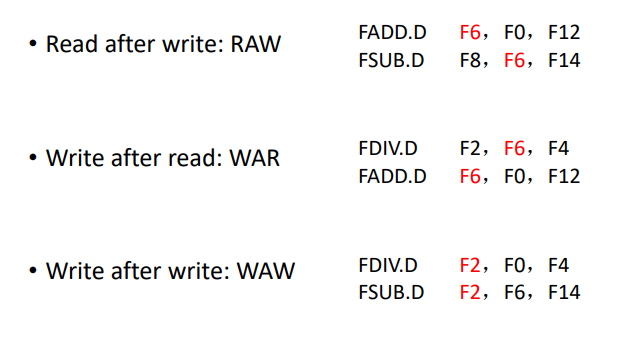 • Read after write: RAW
FADD.D F6， F0， F12
FSUB.D F8， F6， F14
• Write after read: WAR
FDIV.D F2， F6， F4
FADD.D F6， F0， F12
• Write after write: WAW
FDIV.D F2， F0， F4
FSUB.D F2， F6， F14